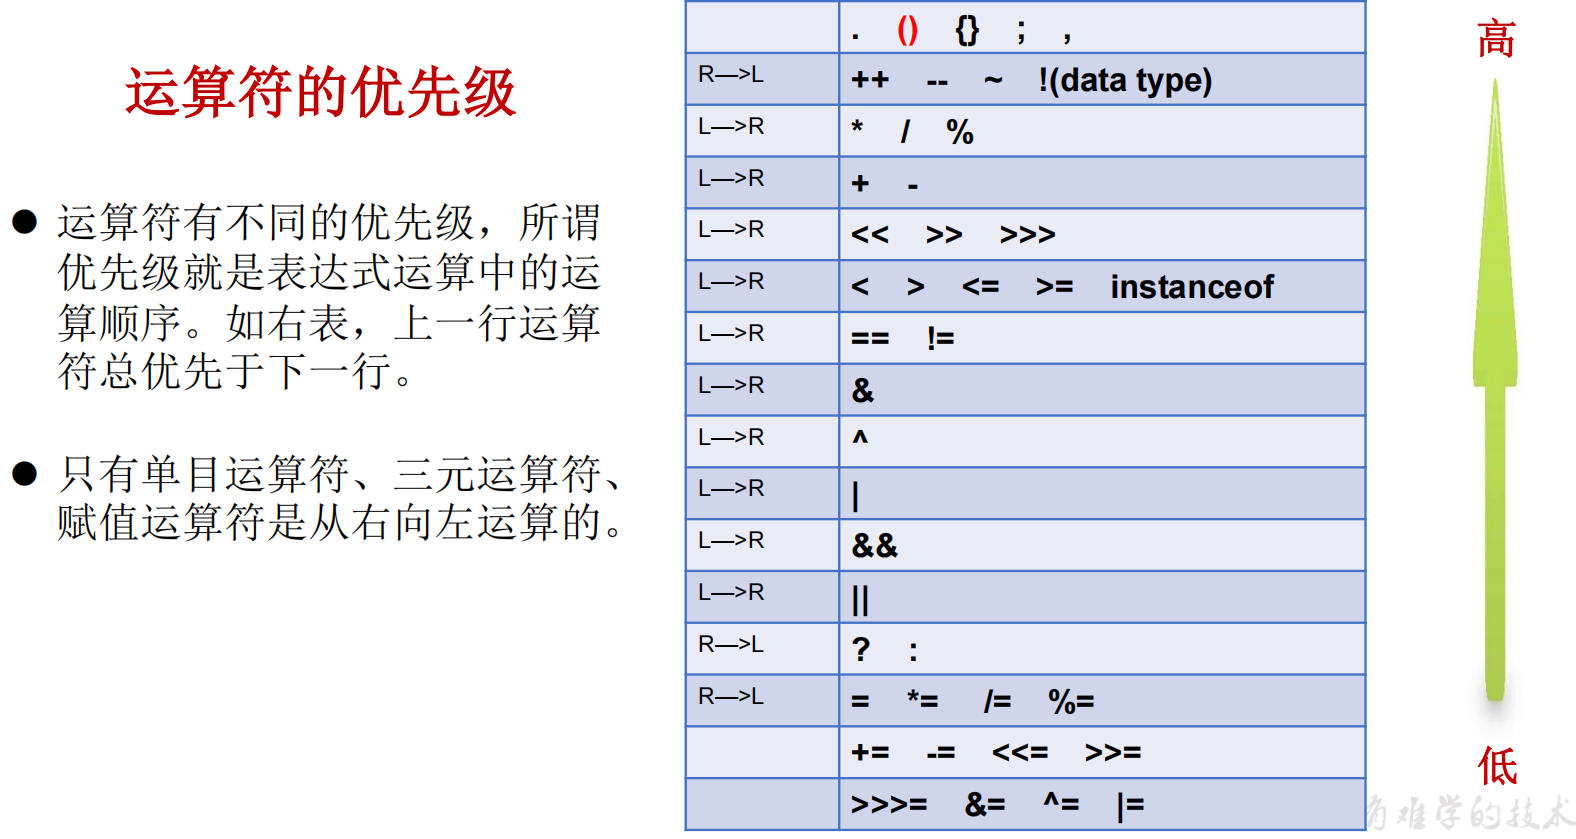 运算符的优先级
● 运算符有不同的优先级，所谓
优先级就是表达式运算中的运
算顺序。如右表，上一行运算
符总优先于下一行。
● 只有单目运算符、三元运算符、
赋值运算符是从右向左运算的。
. () {} ; ,
R—>L ++ -- ~ !(data type)
L—>R * / %
L—>R + -
L—>R << >> >>>
L—>R < > <= >= instanceof
L—>R == !=
L—>R &
L—>R ^
L—>R |
L—>R &&
L—>R ||
R—>L ? :
R—>L = *= /= %=
+= -= <<= >>=
>>>= &= ^= |=
高
低
有难学的技术